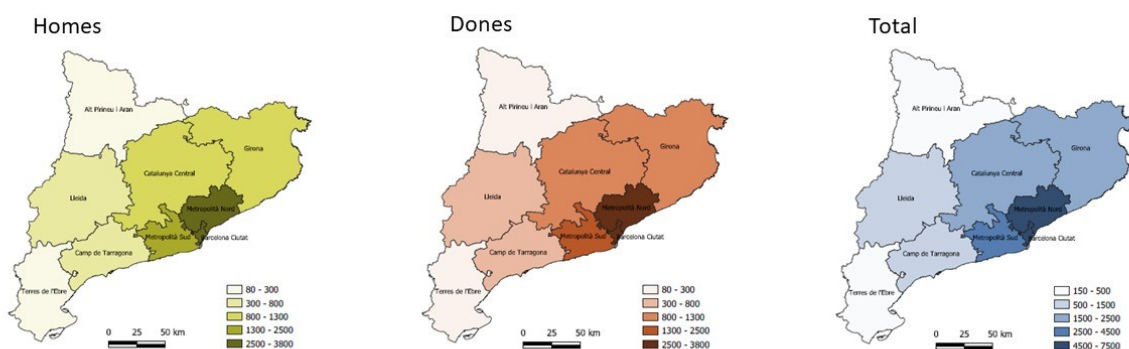 Homes
Alt Pirineu i Aran
Girona
Catalunya Central
Lleida
Metropolità Nord
Metropolità Sud
Barcelona Ciutat
Camp de Tarragona
Terres de l'Ebre
80 - 300
300 - 800
800 - 1300
1300 - 2500
2500 - 3800
0 25 50 km
Dones
Alt Pirineu i Aran
Girona
Catalunya Central
Lleida
Metropolità Nord
Metropolità Sud
Barcelona Ciutat
Camp de Tarragona
Terres de l'Ebre
80 - 300
300 - 800
800 - 1300
1300 - 2500
2500 - 3800
0 25 50 km
Total
Alt Pirineu i Aran
Girona
Catalunya Central
Lleida
Metropolità Nord
Metropolità Sud
Barcelona Ciutat
Camp de Tarragona
Terres de l'Ebre
150 - 500
500 - 1500
1500 - 2500
2500 - 4500
4500 - 7500
0 25 50 km